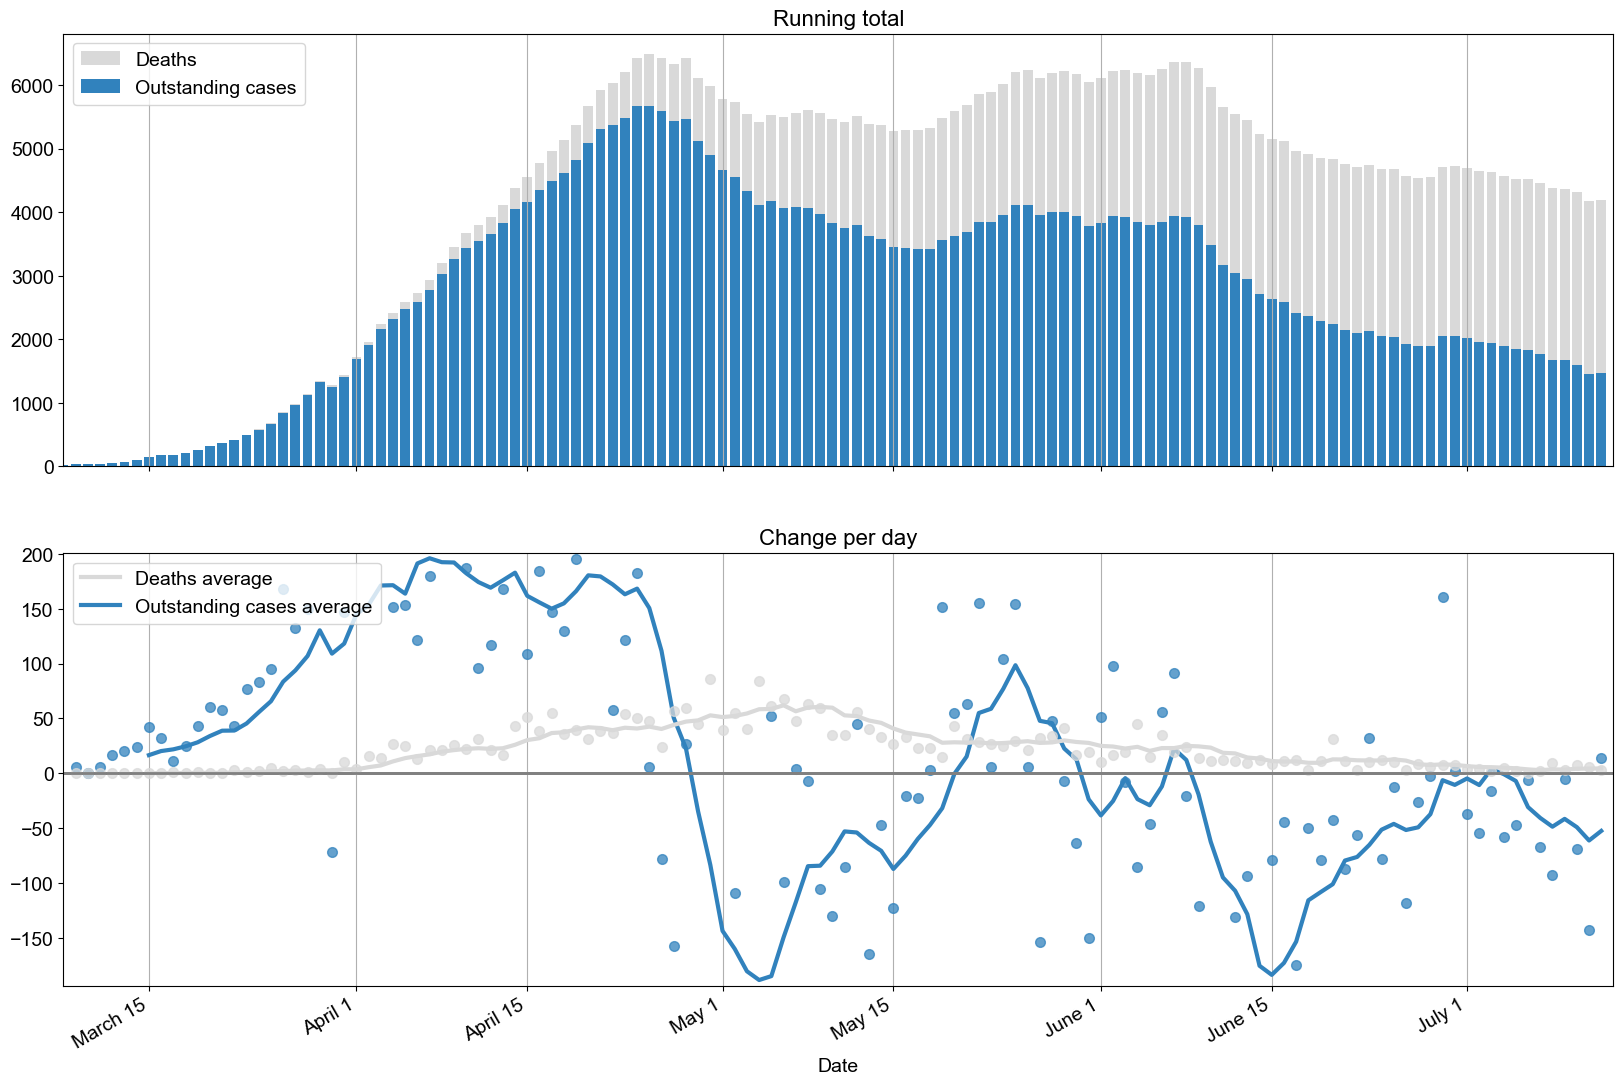 Running total
Deaths
Outstanding cases
6000
5000
4000
3000
2000
1000
0
Change per day
Deaths average
Outstanding cases average
200
150
100
50
0
−50
−100
−150
March 15
April 1
April 15
May 1
May 15
June 1
June 15
July 1
Date